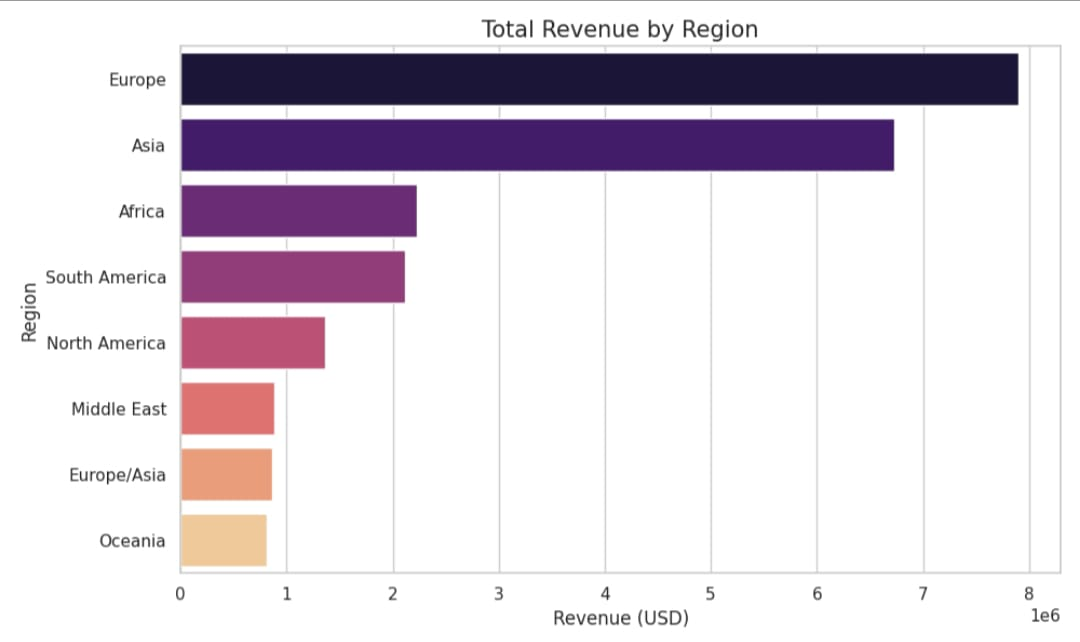 Total Revenue by Region
Region
Europe
Asia
Africa
South America
North America
Middle East
Europe/Asia
Oceania
0 1 2 3 4 5 6 7 8
1e6
Revenue (USD)